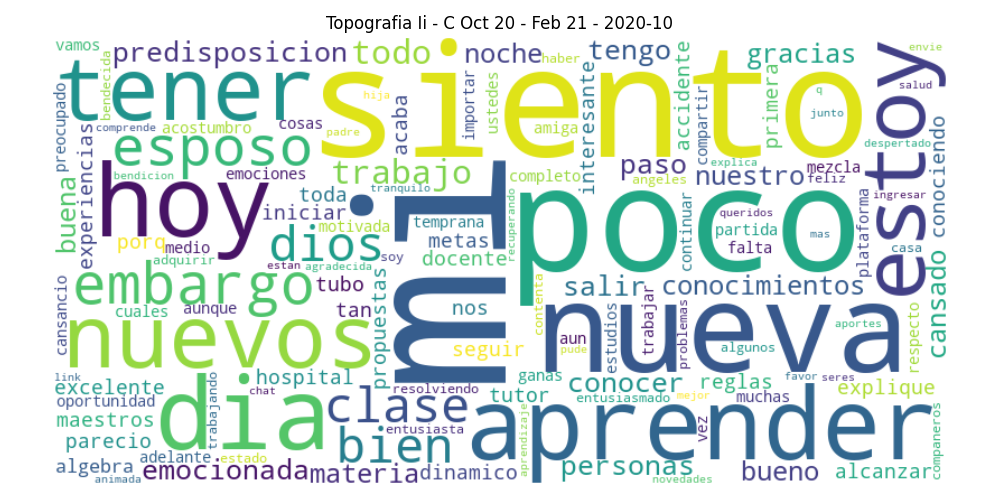 Topografia Ii - C Oct 20 - Feb 21 - 2020-10
vamos
predisposicion
todo
noche
haber
tengo
gracias
envie
bendecida
tener
siento
hija
padre
acaba
importar
ustedes
interesante
accidente
compartir
primera
q
junto
salud
estoy
preocupado
comprende
acostumbro
cosas
amiga
despertado
experiencias
esposo
bendicion
emociones
trabajo
tranquilo
completo
paso
explica
angeles
nuestro
mezcla
feliz
ingresar
conociendo
buena
hoy
toda
iniciar
motivada
mi
temprana
metas
docente
recuperando
poco
continuar
queridos
partida
falta
mas
plataforma
casa
cansado
porq
medio
adquirir
dios
estan
agradecida
soy
embargo
tubo
cuales
aunque
tan
propuestas
nos
contenta
salir
conocimientos
cansancio
nuevos
seguir
nueva
aun
pude
estudios
trabajar
problemas
algunos
aportes
respecto
link
excelente
oportunidad
maestros
parecio
trabajando
dia
hospital
chat
resolviendo
clase
entusiasta
tutor
ganas
conocer
entusiasmado
reglas
mejor
muchas
favor
seres
explique
aprender
vez
companeros
algebra
adelante
estado
animada
emocionada
bien
materia
dinamico
aprendizaje
personas
novedades
bueno
alcanzar